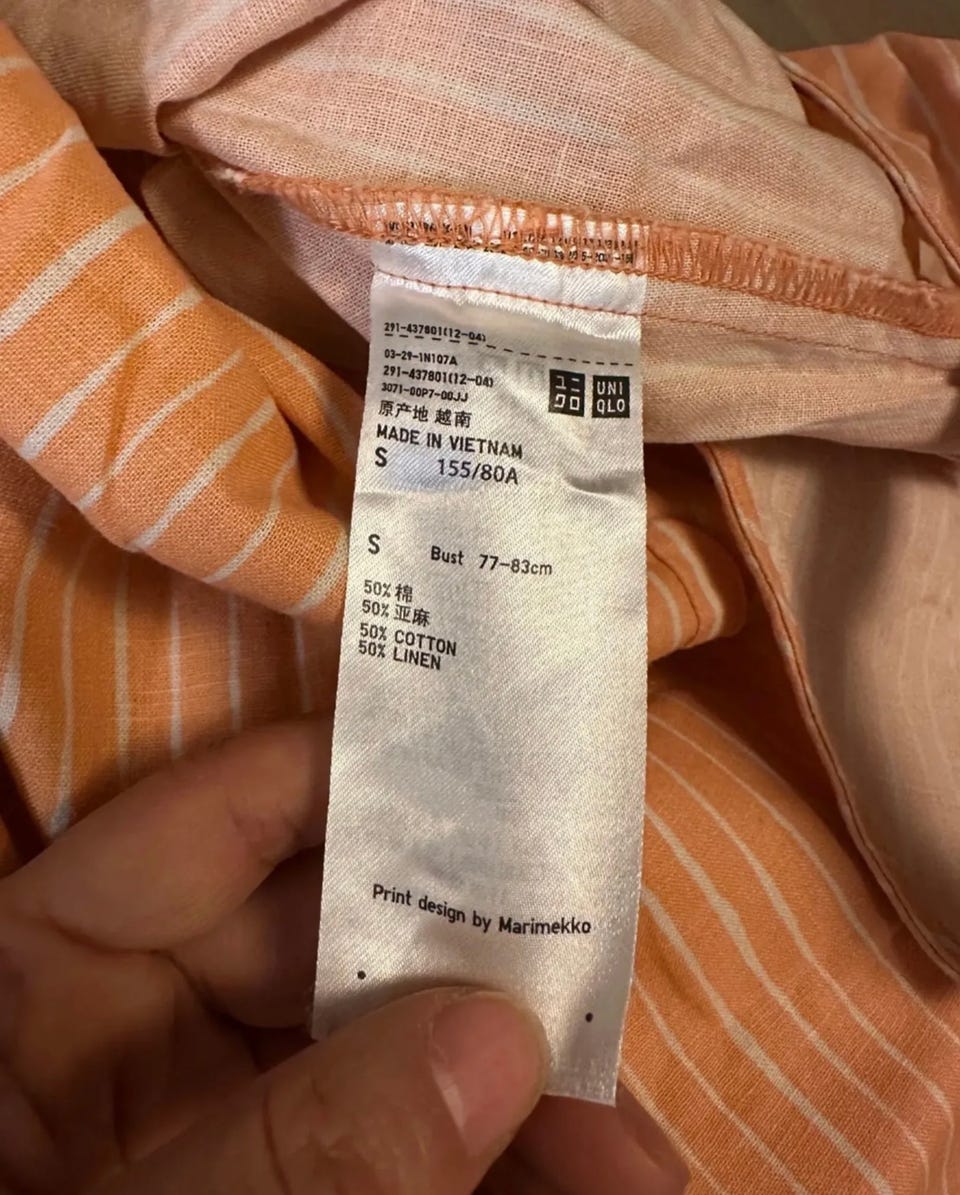 291-437801(12-04)
03-29-1N107A
291-437801(12-04)
3071-00P7-00JJ
ユニ
クロ
UNI
QLO
原产地 越南
MADE IN VIETNAM
S 155/80A
S Bust 77-83cm
50% 棉
50% 亚麻
50% COTTON
50% LINEN
Print design by Marimekko